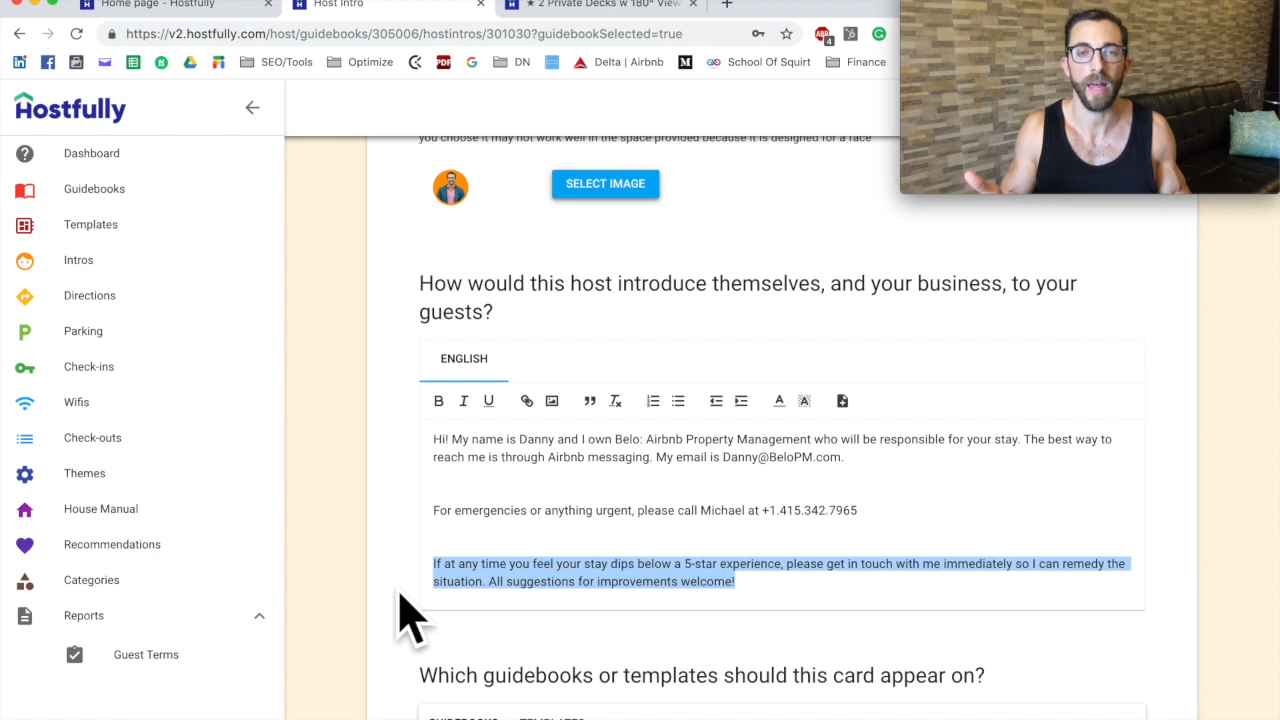 Home page - Hostfully
Host Intro
★ 2 Private Decks w 180° View
https://v2.hostfully.com/host/guidebooks/305006/hostintros/301030?guidebookSelected=true
ABP
4
SEO/Tools
Optimize
PDF
DN
Delta | Airbnb
School Of Squirt
Finance
Hostfully
Dashboard
Guidebooks
Templates
Intros
Directions
Parking
Check-ins
Wifis
Check-outs
Themes
House Manual
Recommendations
Categories
Reports
Guest Terms
you choose it may not work well in the space provided because it is designed for a face
SELECT IMAGE
How would this host introduce themselves, and your business, to your
guests?
ENGLISH
Hi! My name is Danny and I own Belo: Airbnb Property Management who will be responsible for your stay. The best way to
reach me is through Airbnb messaging. My email is Danny@BeloPM.com.
For emergencies or anything urgent, please call Michael at +1.415.342.7965
If at any time you feel your stay dips below a 5-star experience, please get in touch with me immediately so I can remedy the
situation. All suggestions for improvements welcome!
Which guidebooks or templates should this card appear on?
GUIDEBOOKS
TEMPLATES